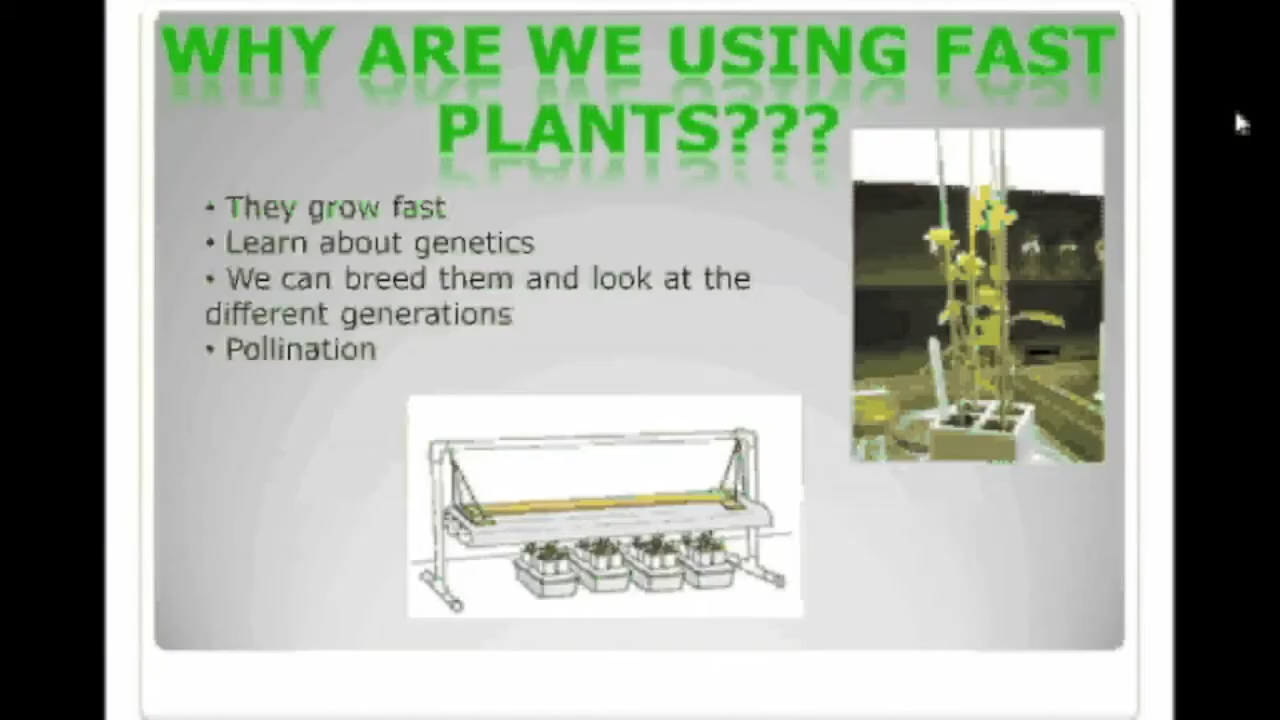 WHY ARE WE USING FAST
PLANTS???
• They grow fast
• Learn about genetics
• We can breed them and look at the
different generations
• Pollination